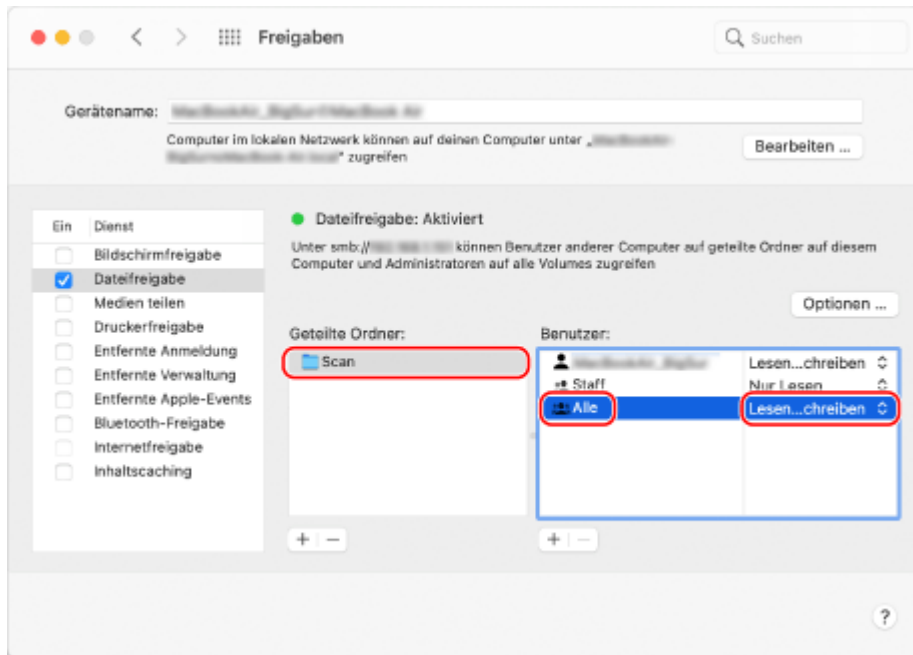 Freigaben
Suchen
Gerätename:
Computer im lokalen Netzwerk können auf deinen Computer unter „
" zugreifen
Bearbeiten ...
Ein Dienst
Bildschirmfreigabe
Dateifreigabe
Medien teilen
Druckerfreigabe
Entfernte Anmeldung
Entfernte Verwaltung
Entfernte Apple-Events
Bluetooth-Freigabe
Internetfreigabe
Inhaltscaching
Dateifreigabe: Aktiviert
Unter smb:// können Benutzer anderer Computer auf geteilte Ordner auf diesem
Computer und Administratoren auf alle Volumes zugreifen
Optionen ...
Geteilte Ordner:
Scan
Benutzer:
Lesen...chreiben
Staff Nur Lesen
Alle Lesen...chreiben
+ −
+ −
?